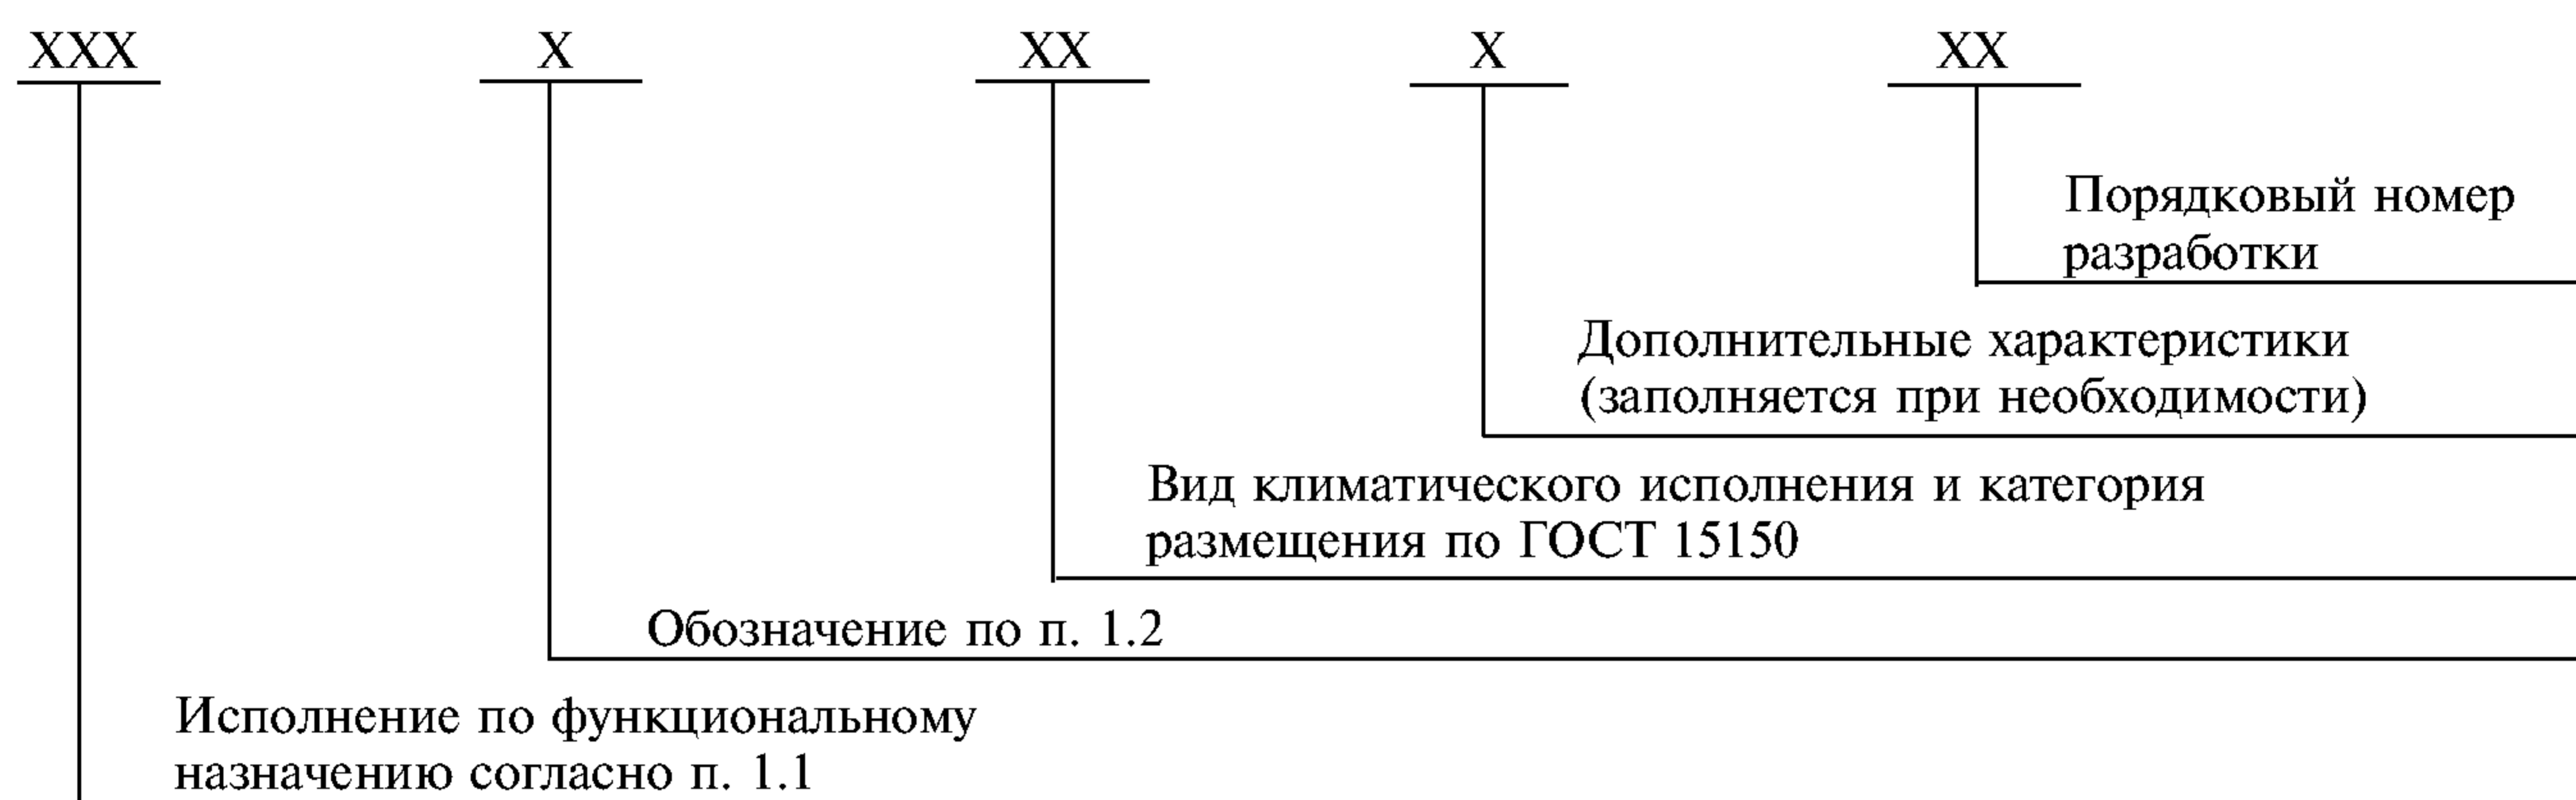 XXX X XX X XX
Порядковый номер
разработки
Дополнительные характеристики
(заполняется при необходимости)
Вид климатического исполнения и категория
размещения по ГОСТ 15150
Обозначение по п. 1.2
Исполнение по функциональному
назначению согласно п. 1.1